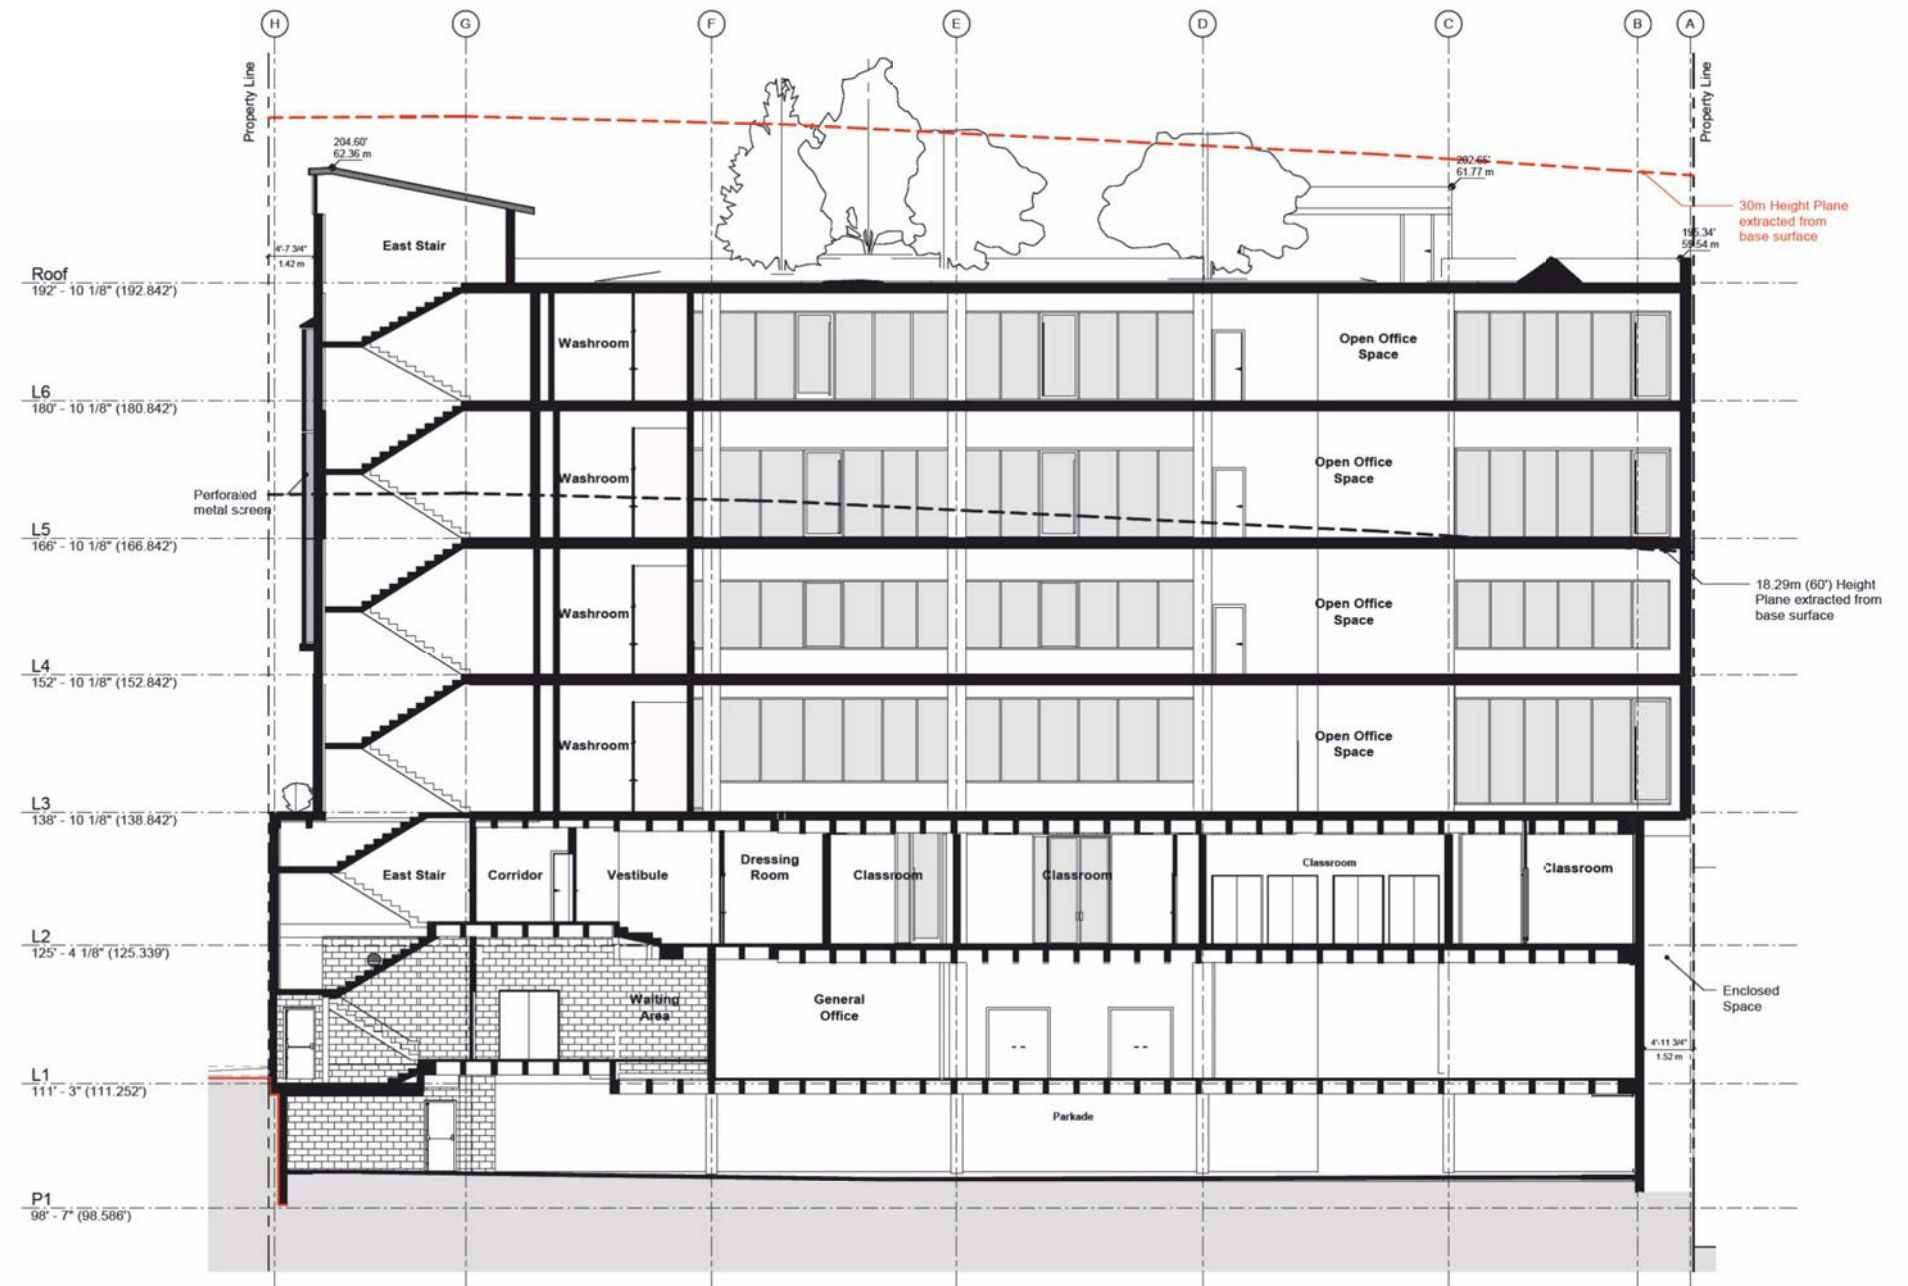 H
G
F
E
D
C
B
A
Property Line
Property Line
204.60'
62.36 m
202.65'
61.77 m
30m Height Plane
extracted from
base surface
195.34'
59.54 m
4'-7 3/4"
1.42 m
East Stair
Roof
192' - 10 1/8" (192.842')
Washroom
Open Office
Space
L6
180' - 10 1/8" (180.842')
Washroom
Open Office
Space
Perforated
metal screen
L5
166' - 10 1/8" (166.842')
18.29m (60') Height
Plane extracted from
base surface
Washroom
Open Office
Space
L4
152' - 10 1/8" (152.842')
Washroom
Open Office
Space
L3
138' - 10 1/8" (138.842')
East Stair
Corridor
Vestibule
Dressing
Room
Classroom
Classroom
Classroom
Classroom
L2
125' - 4 1/8" (125.339')
Waiting
Area
General
Office
Enclosed
Space
4'-11 3/4"
1.52 m
L1
111' - 3" (111.252')
Parkade
P1
98' - 7" (98.586')